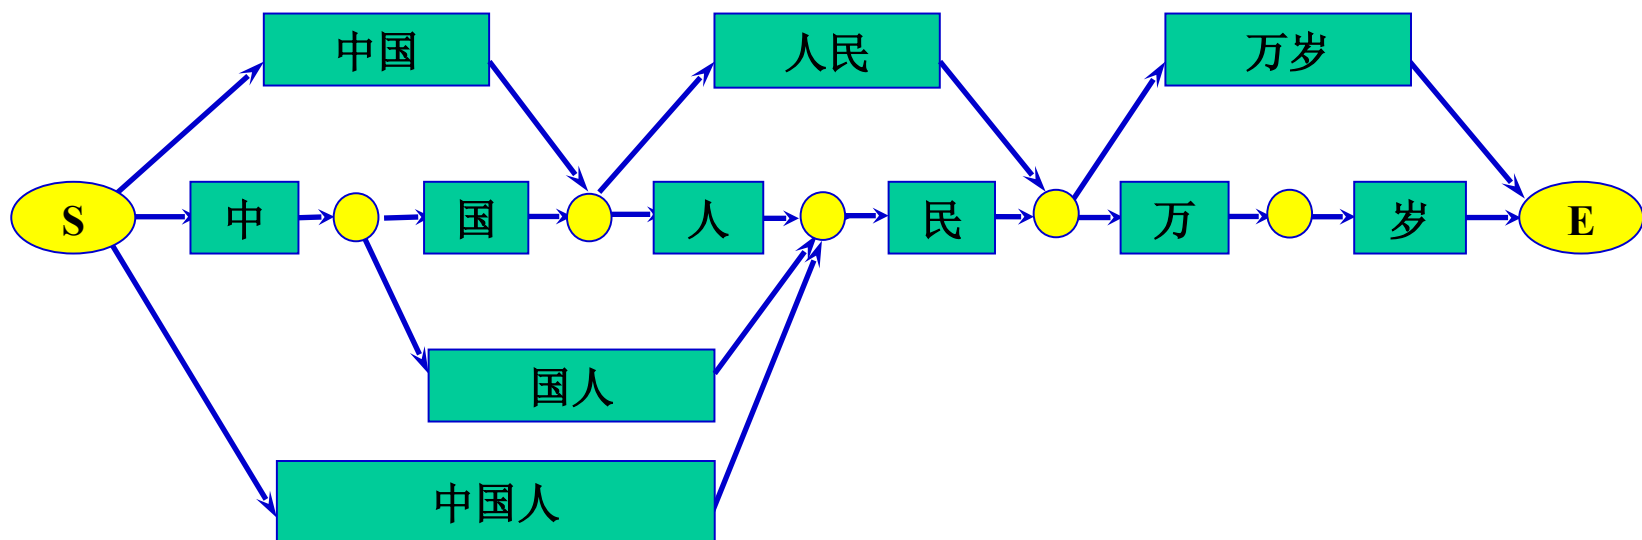 中国 人民 万岁
S 中 国 人 民 万 岁 E
国人
中国人